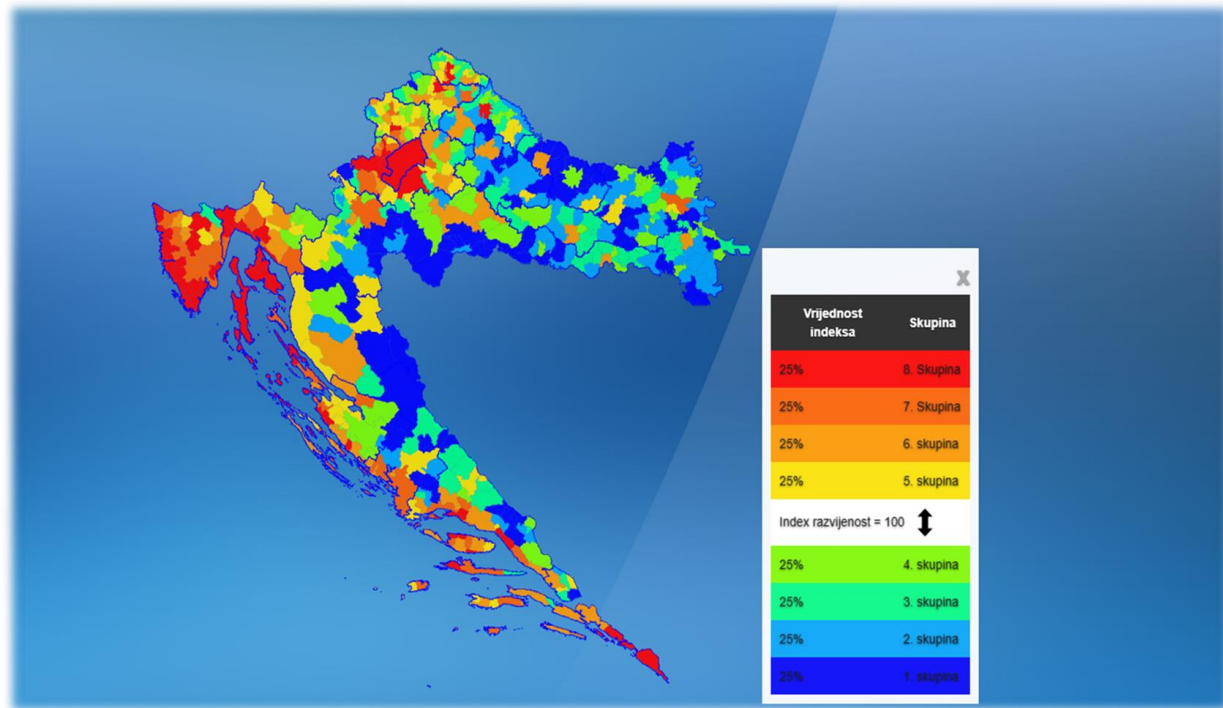 X
Vrijednost indeksa Skupina
25% 8. Skupina
25% 7. Skupina
25% 6. skupina
25% 5. skupina
Index razvijenost = 100
25% 4. skupina
25% 3. skupina
25% 2. skupina
25% 1. skupina